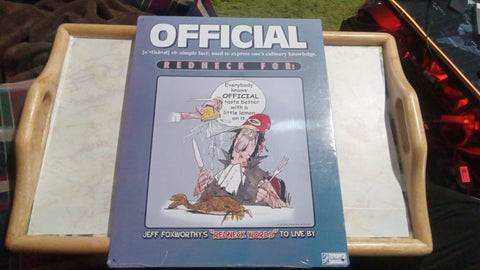 OFFICIAL
REDNECK FOR:
Everybody
knows
OFFICIAL
taste better
with a
little lemon
on it.
JEFF FOXWORTHY'S "REDNECK WORDS" TO LIVE BY